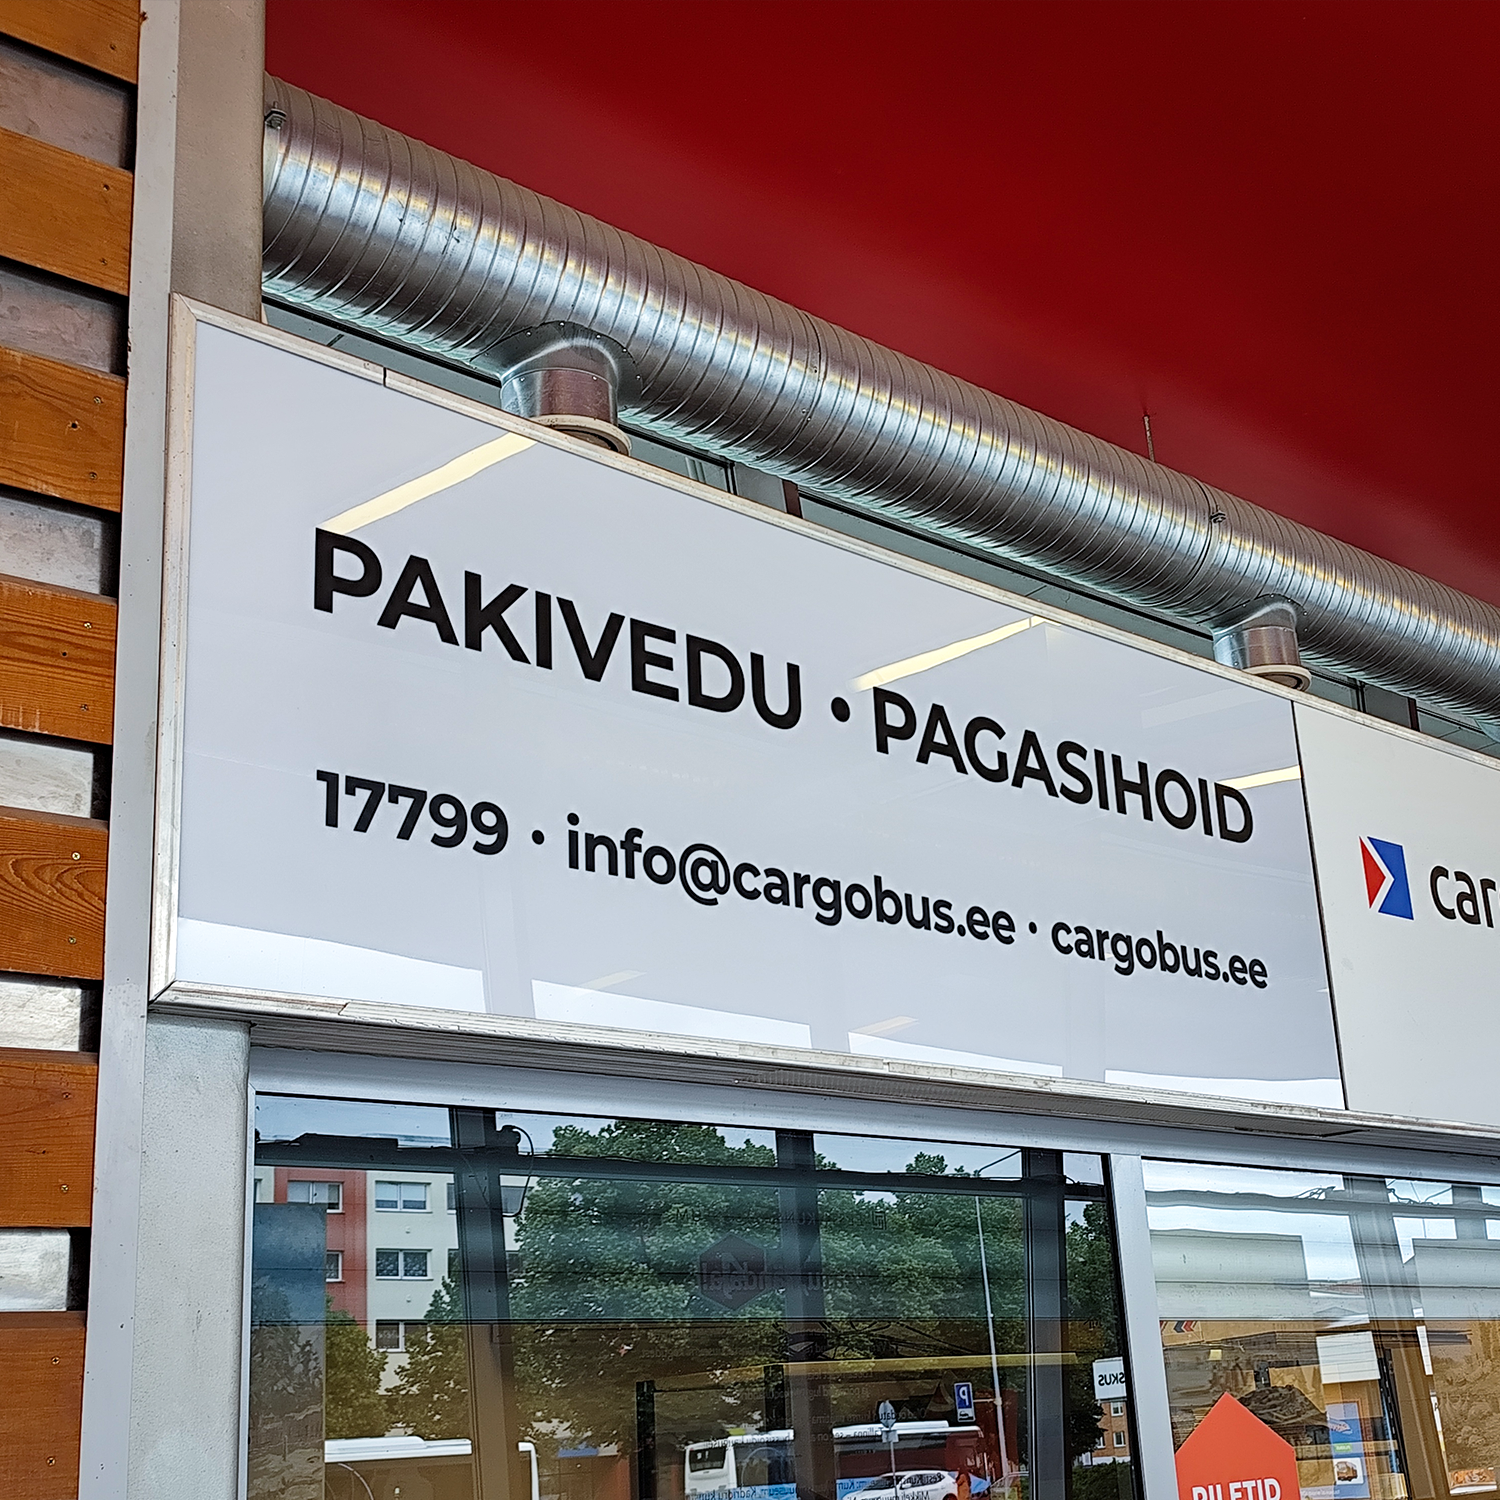 PAKIVEDU • PAGASIHOID
17799 · info@cargobus.ee · cargobus.ee
car
PILETID
P